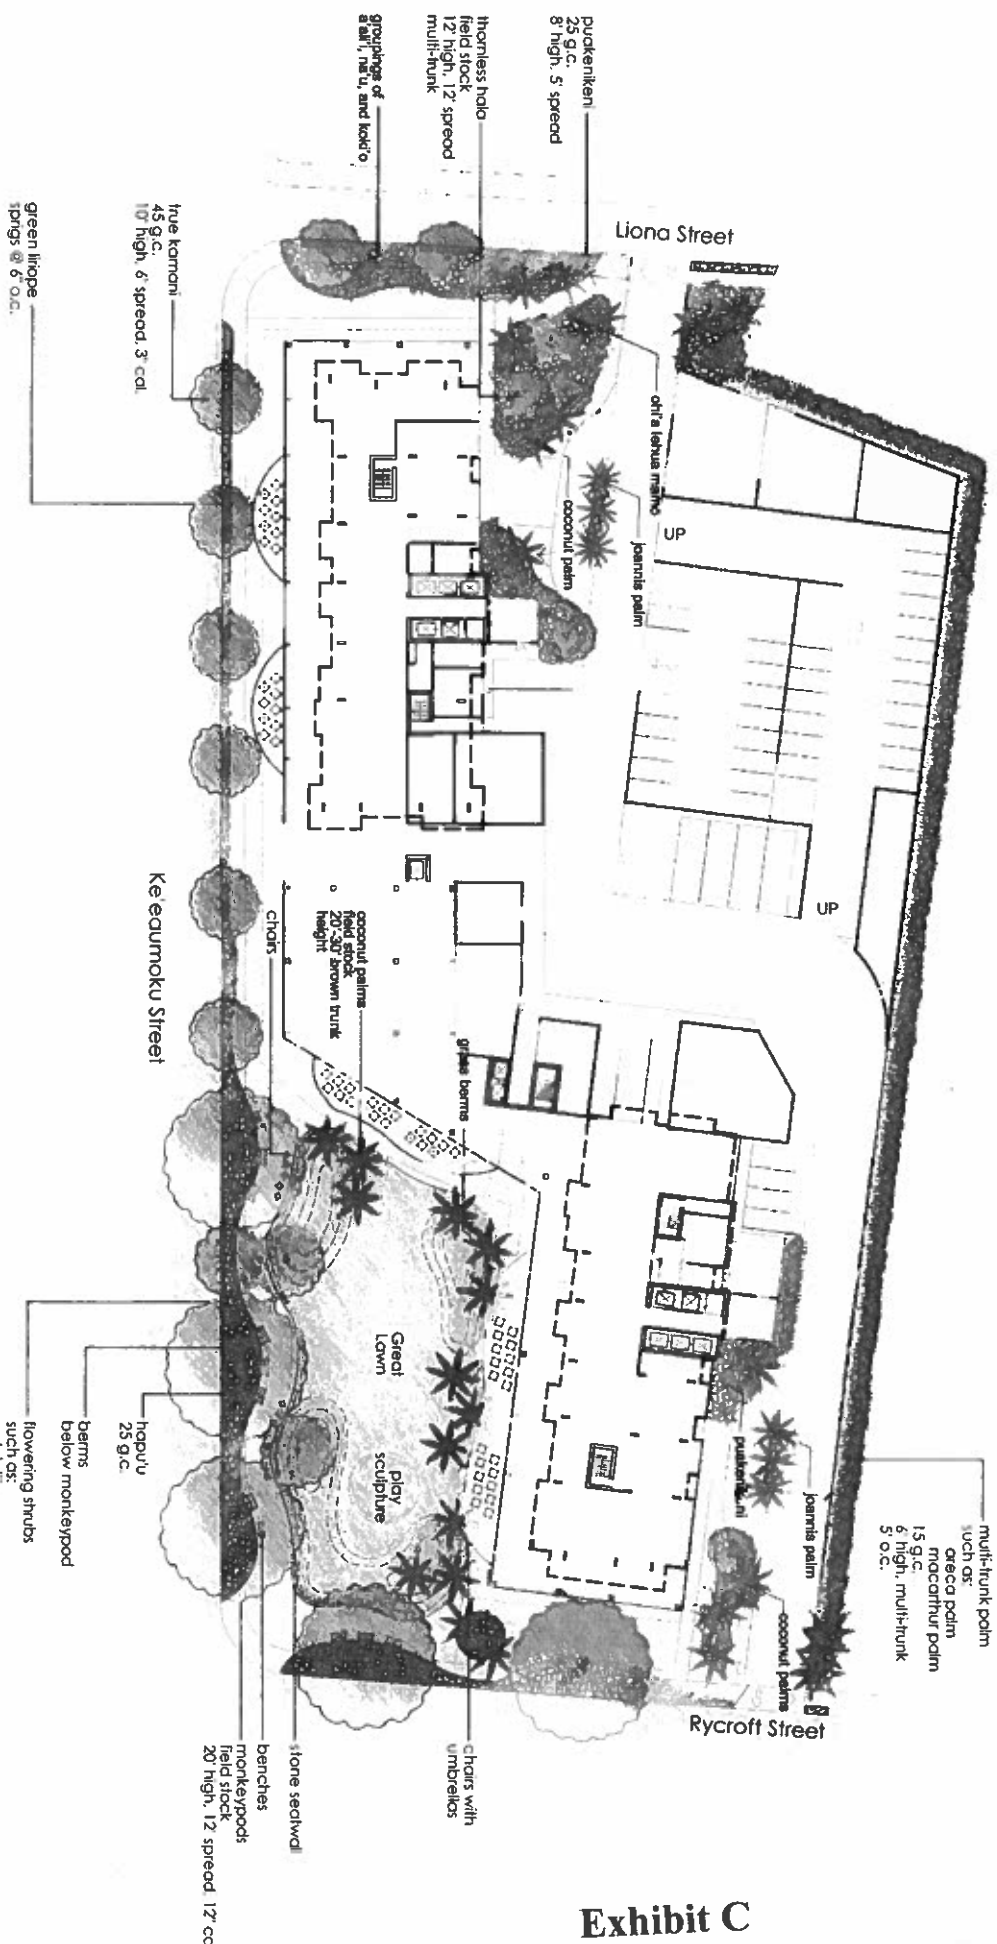 puakenikeni
25 g.c.
8' high, 5' spread
thornless hala
field stock
12' high, 12' spread
multi-trunk
groupings of
a'ali'i, na'u, and koki'o
true kamani
45 g.c.
10' high, 6' spread, 3" cal.
green liriope
sprigs @ 6" o.c.
Liona Street
ohi'a lehua
coconut palm
joannis palm
UP
UP
Ke'eaumoku Street
chairs
coconut palms
field stock
20'-30' brown trunk
height
grass berms
Great
Lawn
play
sculpture
puakenikeni
joannis palm
coconut palms
multi-trunk palm
such as:
areca palm
macarthur palm
15 g.c.
6' high, multi-trunk
5' o.c.
Rycroft Street
chairs with
umbrellas
stone seatwall
benches
monkeypods
field stock
20' high, 12' spread, 12"
hapu'u
25 g.c.
berms
below monkeypod
flowering shrubs
such as:
Exhibit C